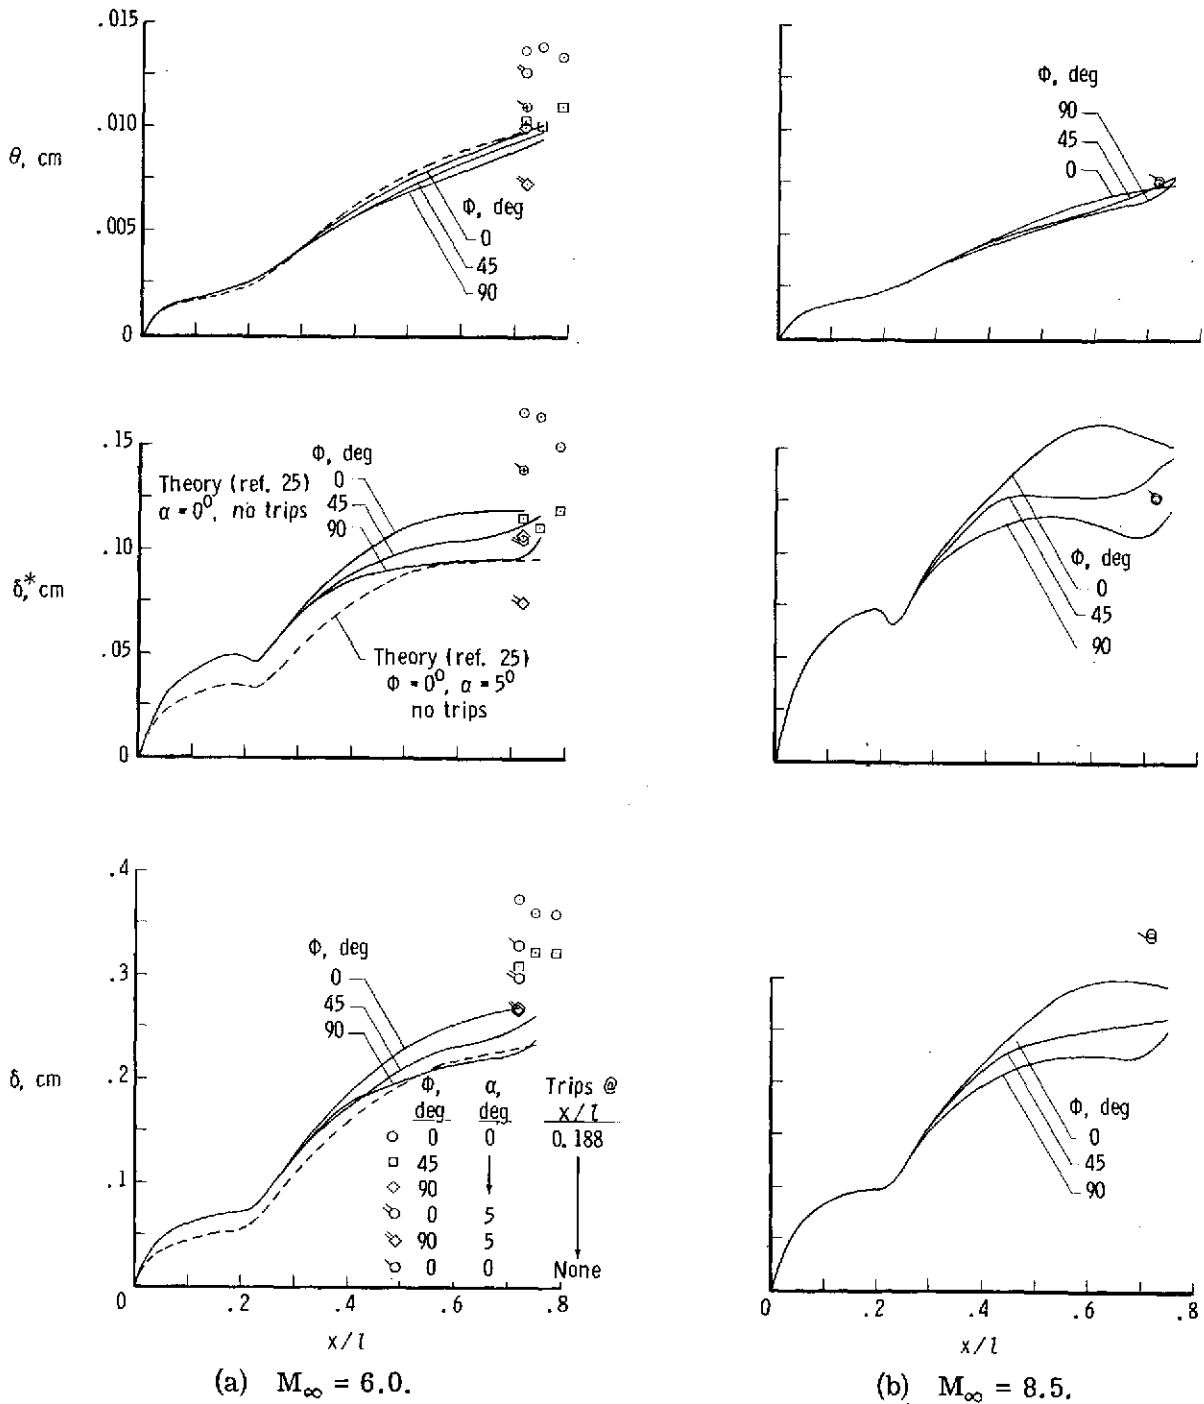 .015
.010
θ, cm
.005
0
Φ, deg
0
45
90
Φ, deg
90
45
0
.15
.10
δ,* cm
.05
0
Φ, deg
0
45
90
Theory (ref. 25)
α = 0⁰, no trips
Theory (ref. 25)
Φ = 0⁰, α = 5⁰
no trips
Φ, deg
0
45
90
.4
.3
δ, cm
.2
.1
0
Φ, deg
0
45
90
Φ, deg α, deg Trips @ x/l
0 0 0.188
45
90
0 5
90 5
0 0 None
0 .2 .4 .6 .8
x/l
(a) M∞ = 6.0.
Φ, deg
0
45
90
0 .2 .4 .6 .8
x/l
(b) M∞ = 8.5.